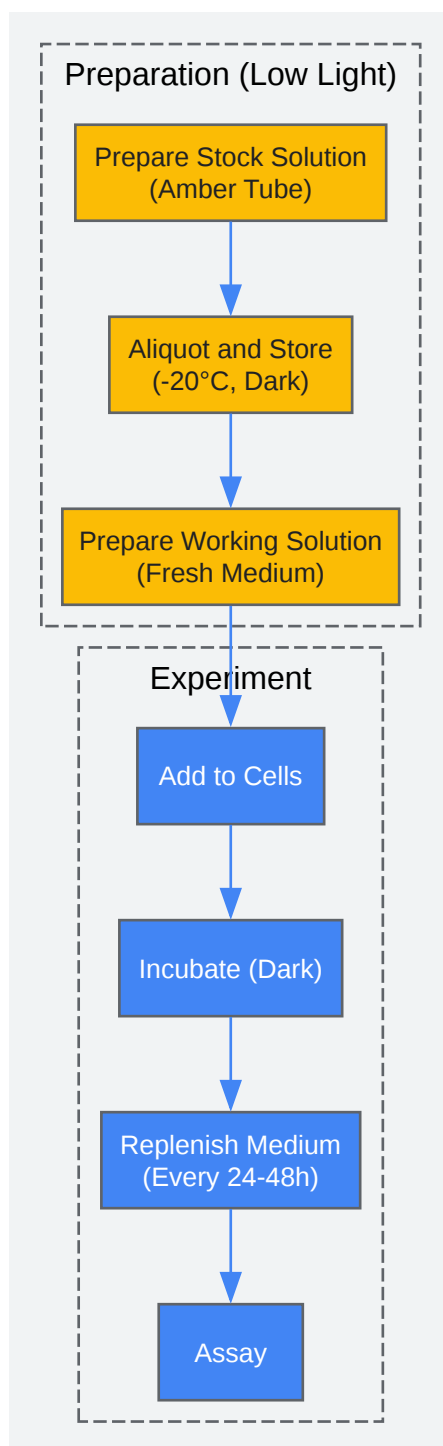 Preparation (Low Light)
Prepare Stock Solution
(Amber Tube)
Aliquot and Store
(-20°C, Dark)
Prepare Working Solution
(Fresh Medium)
Experiment
Add to Cells
Incubate (Dark)
Replenish Medium
(Every 24-48h)
Assay